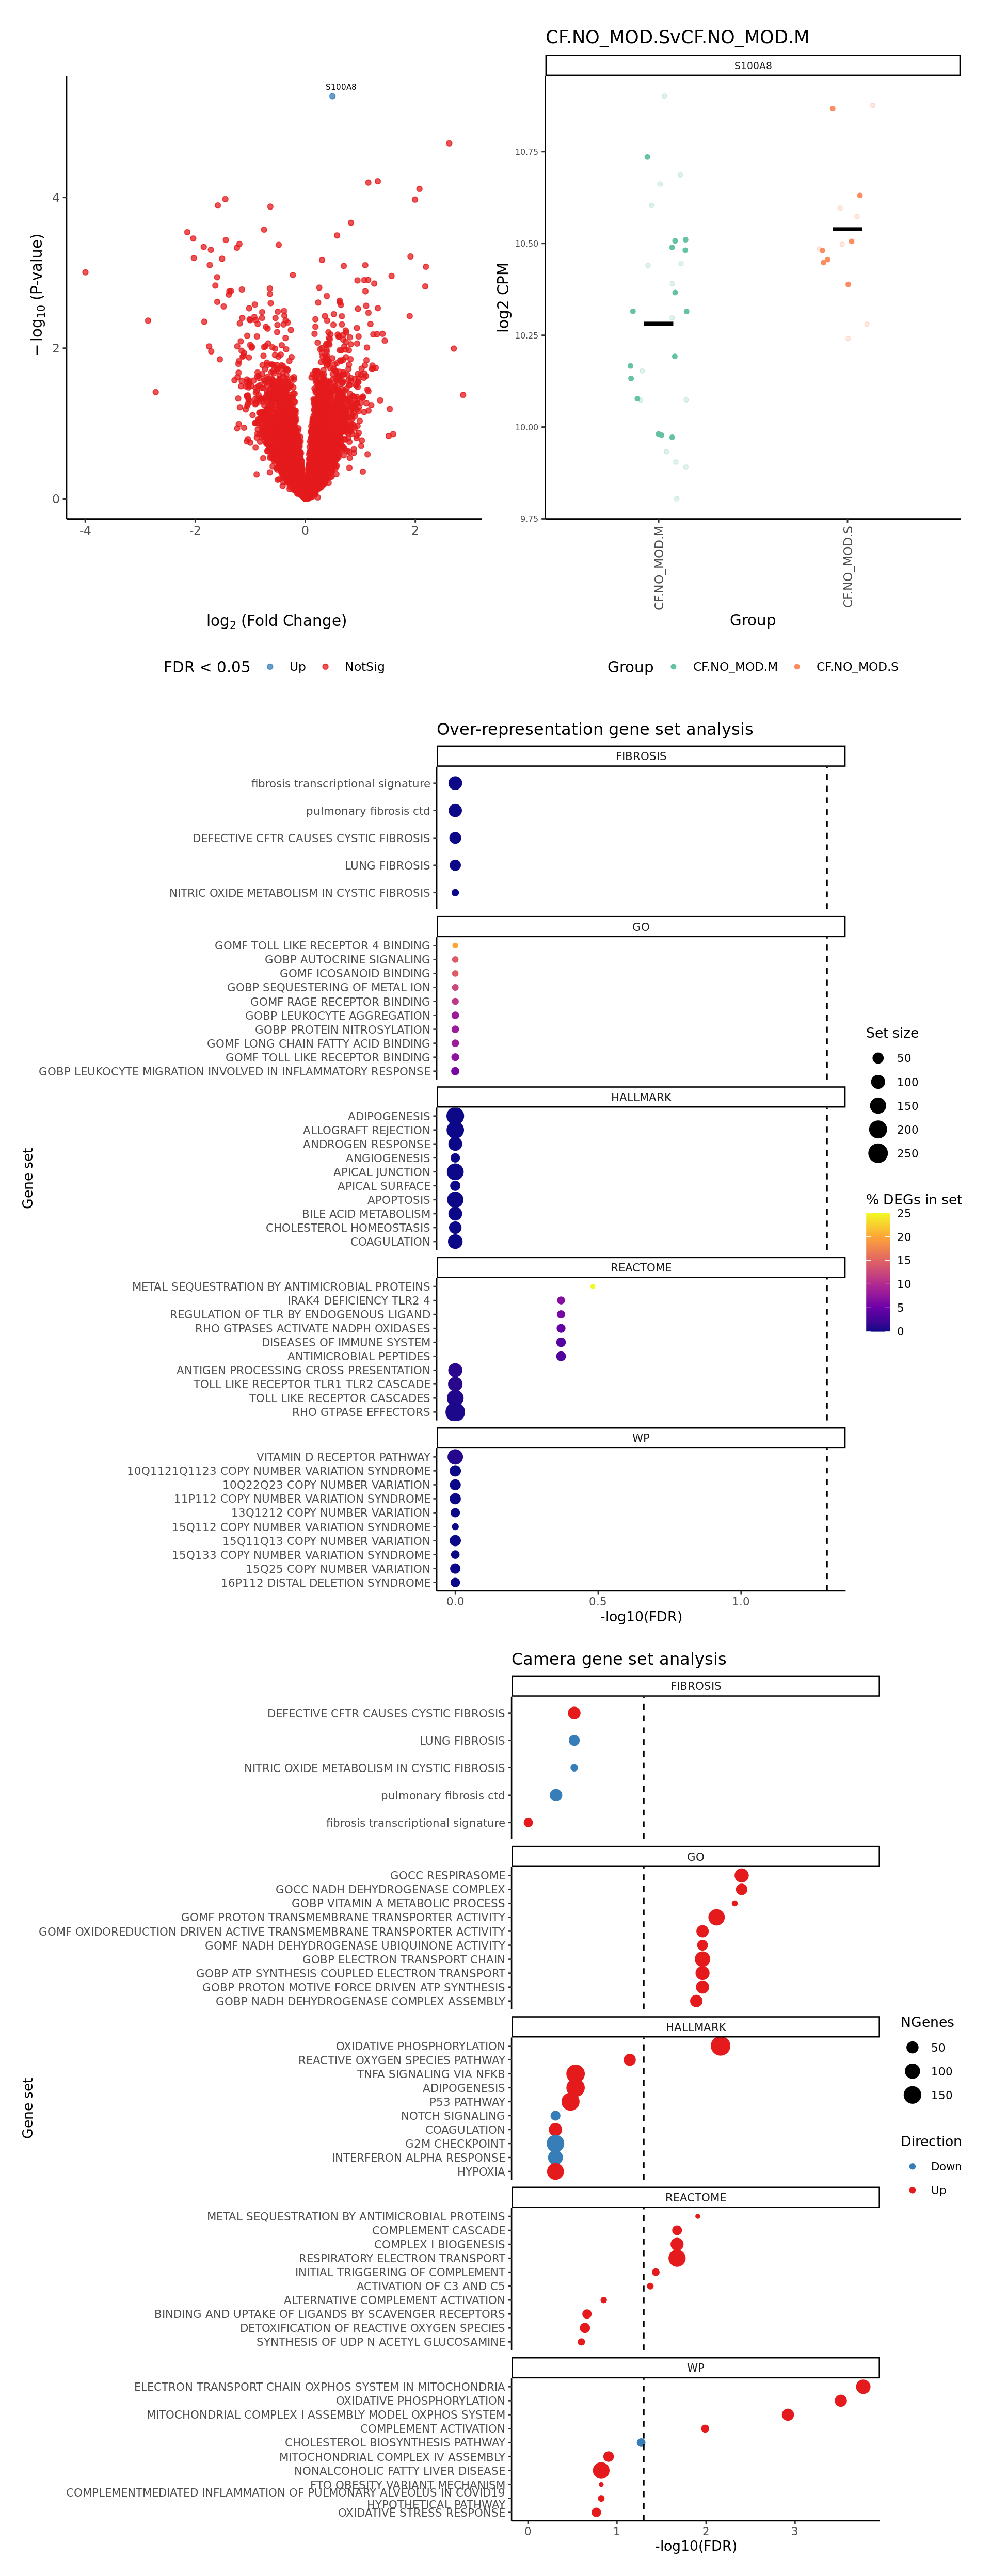 CF.NO_MOD.SvCF.NO_MOD.M
S100A8
S100A8
− log10 (P-value)
4
2
0
-4
-2
0
2
log2 (Fold Change)
FDR < 0.05
Up
NotSig
log2 CPM
10.75
10.50
10.25
10.00
9.75
CF.NO_MOD.M
CF.NO_MOD.S
Group
Group
CF.NO_MOD.M
CF.NO_MOD.S
Over-representation gene set analysis
Gene set
FIBROSIS
fibrosis transcriptional signature
pulmonary fibrosis ctd
DEFECTIVE CFTR CAUSES CYSTIC FIBROSIS
LUNG FIBROSIS
NITRIC OXIDE METABOLISM IN CYSTIC FIBROSIS
GO
GOMF TOLL LIKE RECEPTOR 4 BINDING
GOBP AUTOCRINE SIGNALING
GOMF ICOSANOID BINDING
GOBP SEQUESTERING OF METAL ION
GOMF RAGE RECEPTOR BINDING
GOBP LEUKOCYTE AGGREGATION
GOBP PROTEIN NITROSYLATION
GOMF LONG CHAIN FATTY ACID BINDING
GOMF TOLL LIKE RECEPTOR BINDING
GOBP LEUKOCYTE MIGRATION INVOLVED IN INFLAMMATORY RESPONSE
HALLMARK
ADIPOGENESIS
ALLOGRAFT REJECTION
ANDROGEN RESPONSE
ANGIOGENESIS
APICAL JUNCTION
APICAL SURFACE
APOPTOSIS
BILE ACID METABOLISM
CHOLESTEROL HOMEOSTASIS
COAGULATION
REACTOME
METAL SEQUESTRATION BY ANTIMICROBIAL PROTEINS
IRAK4 DEFICIENCY TLR2 4
REGULATION OF TLR BY ENDOGENOUS LIGAND
RHO GTPASES ACTIVATE NADPH OXIDASES
DISEASES OF IMMUNE SYSTEM
ANTIMICROBIAL PEPTIDES
ANTIGEN PROCESSING CROSS PRESENTATION
TOLL LIKE RECEPTOR TLR1 TLR2 CASCADE
TOLL LIKE RECEPTOR CASCADES
RHO GTPASE EFFECTORS
WP
VITAMIN D RECEPTOR PATHWAY
10Q1121Q1123 COPY NUMBER VARIATION SYNDROME
10Q22Q23 COPY NUMBER VARIATION
11P112 COPY NUMBER VARIATION SYNDROME
13Q1212 COPY NUMBER VARIATION
15Q112 COPY NUMBER VARIATION SYNDROME
15Q11Q13 COPY NUMBER VARIATION
15Q133 COPY NUMBER VARIATION SYNDROME
15Q25 COPY NUMBER VARIATION
16P112 DISTAL DELETION SYNDROME
0.0
0.5
1.0
-log10(FDR)
Set size
50
100
150
200
250
% DEGs in set
25
20
15
10
5
0
Camera gene set analysis
Gene set
FIBROSIS
DEFECTIVE CFTR CAUSES CYSTIC FIBROSIS
LUNG FIBROSIS
NITRIC OXIDE METABOLISM IN CYSTIC FIBROSIS
pulmonary fibrosis ctd
fibrosis transcriptional signature
GO
GOCC RESPIRASOME
GOCC NADH DEHYDROGENASE COMPLEX
GOBP VITAMIN A METABOLIC PROCESS
GOMF PROTON TRANSMEMBRANE TRANSPORTER ACTIVITY
GOMF OXIDOREDUCTION DRIVEN ACTIVE TRANSMEMBRANE TRANSPORTER ACTIVITY
GOMF NADH DEHYDROGENASE UBIQUINONE ACTIVITY
GOBP ELECTRON TRANSPORT CHAIN
GOBP ATP SYNTHESIS COUPLED ELECTRON TRANSPORT
GOBP PROTON MOTIVE FORCE DRIVEN ATP SYNTHESIS
GOBP NADH DEHYDROGENASE COMPLEX ASSEMBLY
HALLMARK
OXIDATIVE PHOSPHORYLATION
REACTIVE OXYGEN SPECIES PATHWAY
TNFA SIGNALING VIA NFKB
ADIPOGENESIS
P53 PATHWAY
NOTCH SIGNALING
COAGULATION
G2M CHECKPOINT
INTERFERON ALPHA RESPONSE
HYPOXIA
REACTOME
METAL SEQUESTRATION BY ANTIMICROBIAL PROTEINS
COMPLEMENT CASCADE
COMPLEX I BIOGENESIS
RESPIRATORY ELECTRON TRANSPORT
INITIAL TRIGGERING OF COMPLEMENT
ACTIVATION OF C3 AND C5
ALTERNATIVE COMPLEMENT ACTIVATION
BINDING AND UPTAKE OF LIGANDS BY SCAVENGER RECEPTORS
DETOXIFICATION OF REACTIVE OXYGEN SPECIES
SYNTHESIS OF UDP N ACETYL GLUCOSAMINE
WP
ELECTRON TRANSPORT CHAIN OXPHOS SYSTEM IN MITOCHONDRIA
OXIDATIVE PHOSPHORYLATION
MITOCHONDRIAL COMPLEX I ASSEMBLY MODEL OXPHOS SYSTEM
COMPLEMENT ACTIVATION
CHOLESTEROL BIOSYNTHESIS PATHWAY
MITOCHONDRIAL COMPLEX IV ASSEMBLY
NONALCOHOLIC FATTY LIVER DISEASE
FTO OBESITY VARIANT MECHANISM
COMPLEMENTMEDIATED INFLAMMATION OF PULMONARY ALVEOLUS IN COVID19
HYPOTHETICAL PATHWAY
OXIDATIVE STRESS RESPONSE
0
1
2
3
-log10(FDR)
NGenes
50
100
150
Direction
Down
Up